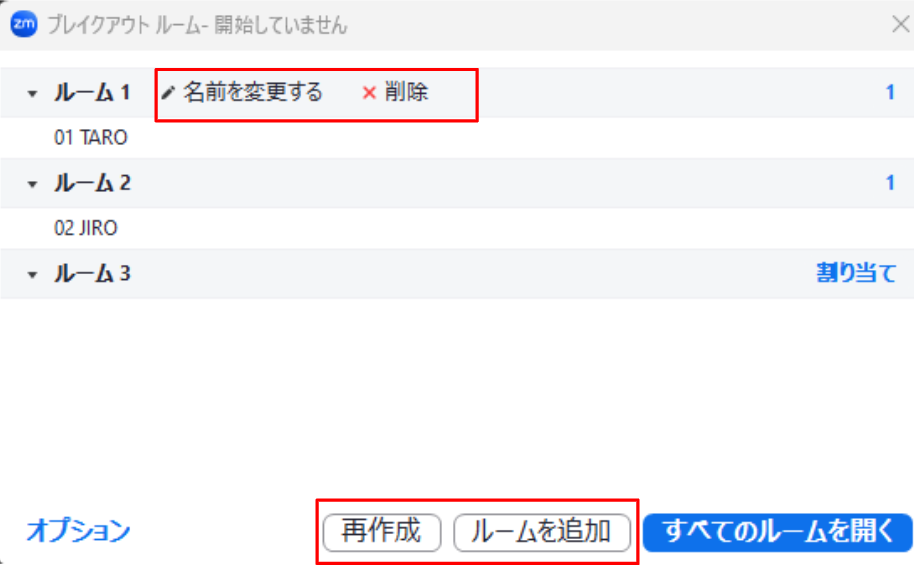 zm ブレイクアウト ルーム- 開始していません
ルーム 1 名前を変更する × 削除 1
01 TARO
ルーム 2 1
02 JIRO
ルーム 3 割り当て
オプション 再作成 ルームを追加 すべてのルームを開く